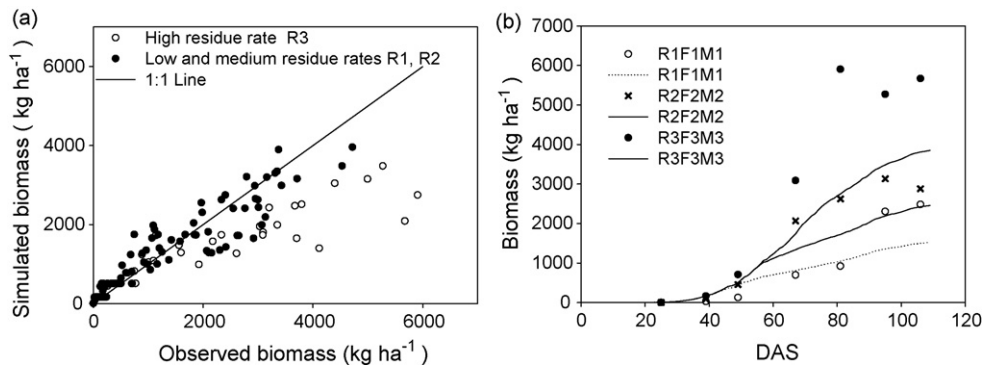 (a)
High residue rate R3
Low and medium residue rates R1, R2
1:1 Line
6000
4000
2000
0
0 2000 4000 6000
Simulated biomass ( kg ha⁻¹)
Observed biomass (kg ha⁻¹)
(b)
7000
6000
5000
4000
3000
2000
1000
0
R1F1M1
R1F1M1
R2F2M2
R2F2M2
R3F3M3
R3F3M3
0 20 40 60 80 100 120
Biomass (kg ha⁻¹)
DAS